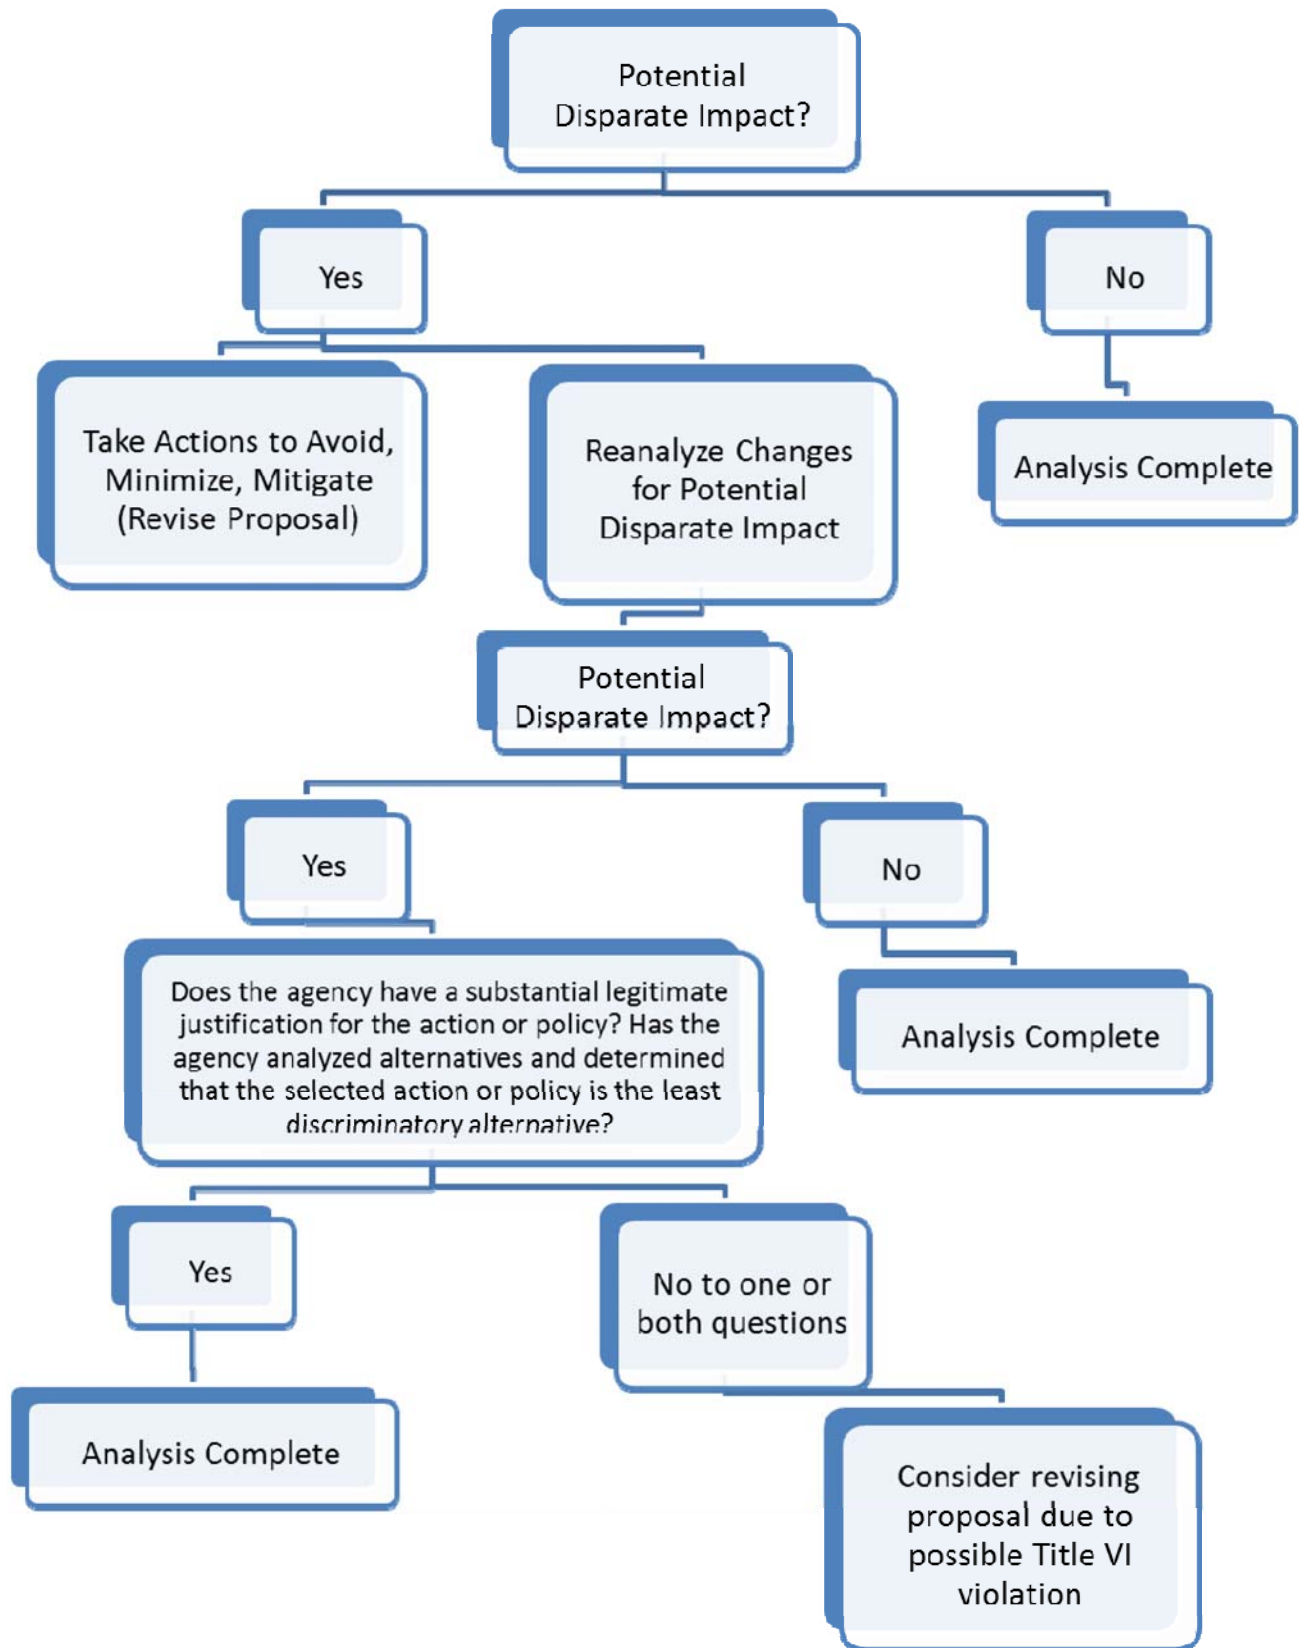 Potential
Disparate Impact?
Yes
No
Take Actions to Avoid,
Minimize, Mitigate
(Revise Proposal)
Reanalyze Changes
for Potential
Disparate Impact
Analysis Complete
Potential
Disparate Impact?
Yes
No
Does the agency have a substantial legitimate
justification for the action or policy? Has the
agency analyzed alternatives and determined
that the selected action or policy is the least
discriminatory alternative?
Analysis Complete
Yes
No to one or
both questions
Analysis Complete
Consider revising
proposal due to
possible Title VI
violation